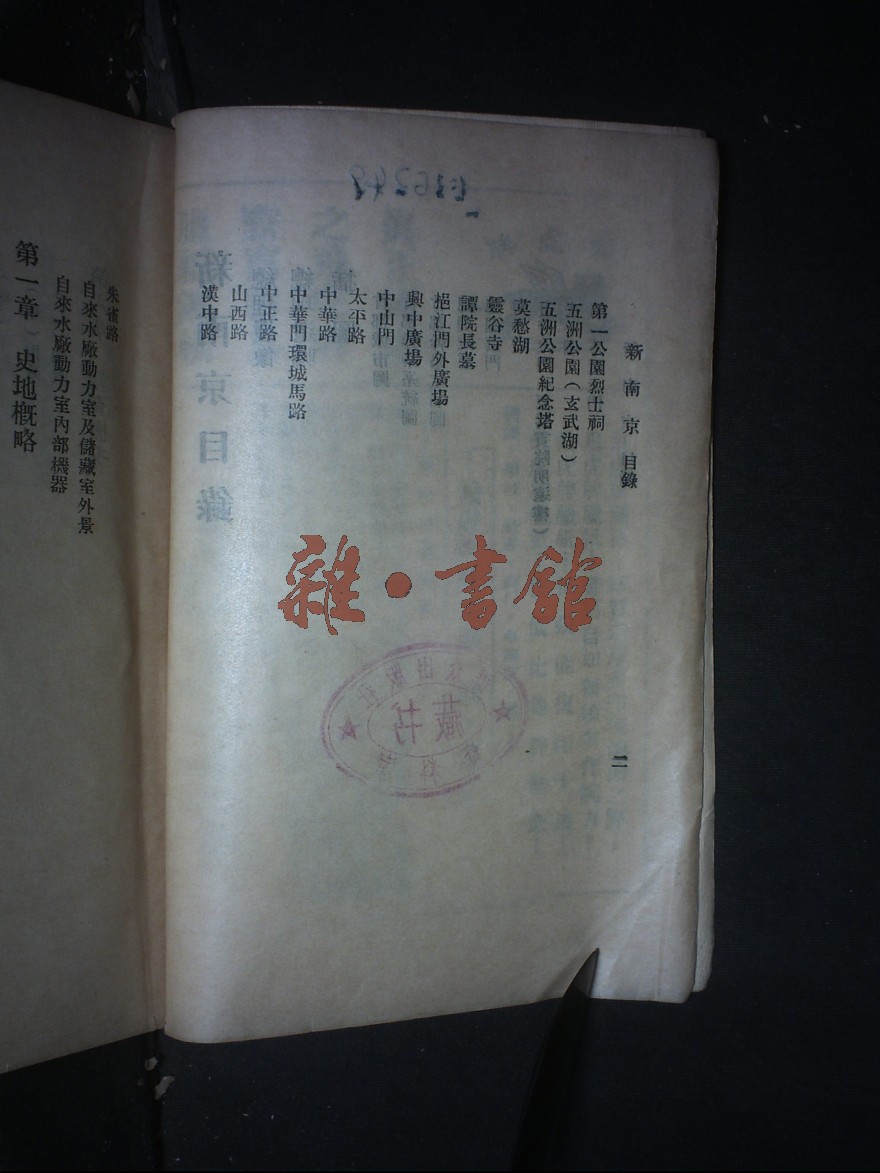 新南京目錄
二
第一公園烈士祠
五洲公園（玄武湖）
五洲公園紀念塔
莫愁湖
靈谷寺
譚院長墓
挹江門外廣場
興中廣場
中山門
太平路
中華路
中華門環城馬路
中正路
山西路
漢中路
朱雀路
自來水廠動力室及儲藏室外景
自來水廠動力室內部機器
第一章 史地概略
雜·書館
藏书